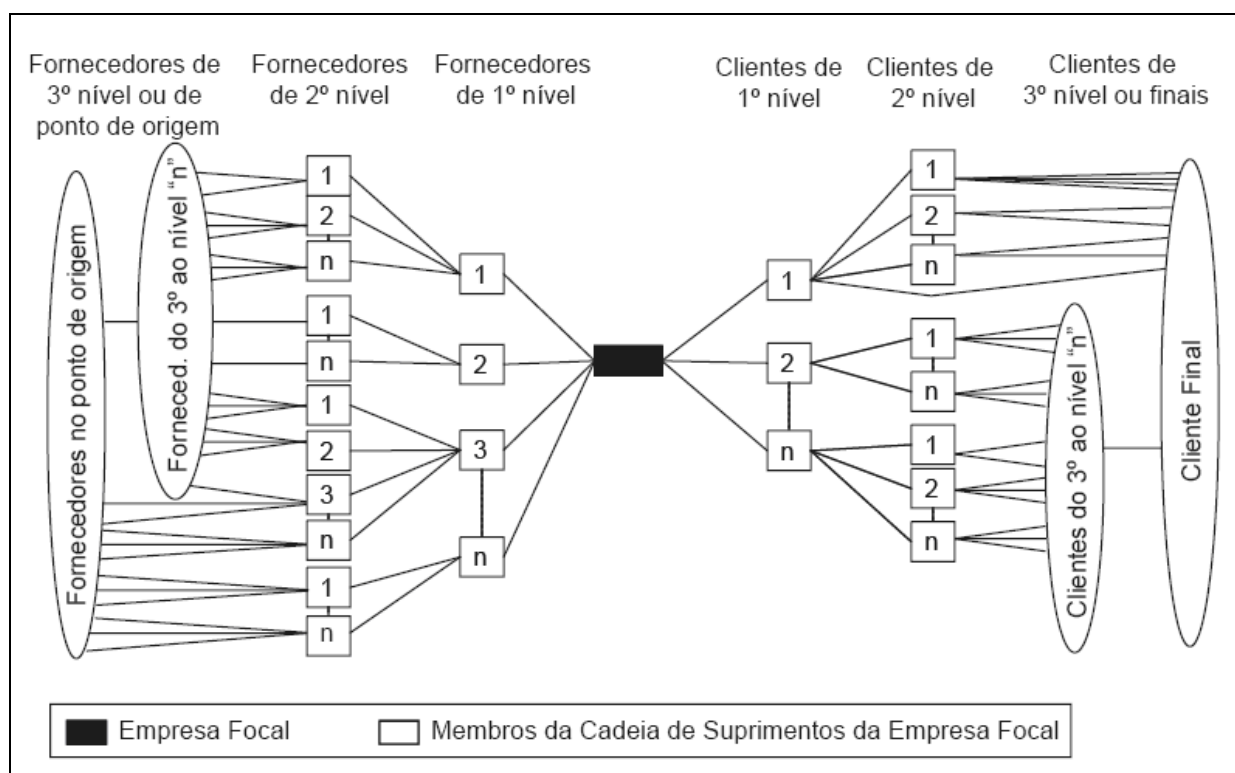 Fornecedores de
3º nível ou de
ponto de origem
Fornecedores
de 2º nível
Fornecedores
de 1º nível
Clientes de
1º nível
Clientes de
2º nível
Clientes de
3º nível ou finais
Fornecedores no ponto de origem
Forneced. do 3º ao nível “n”
1
2
n
1
n
1
2
3
n
1
n
1
2
3
n
1
2
n
1
2
n
1
n
1
2
n
Clientes do 3º ao nível “n”
Cliente Final
Empresa Focal
Membros da Cadeia de Suprimentos da Empresa Focal